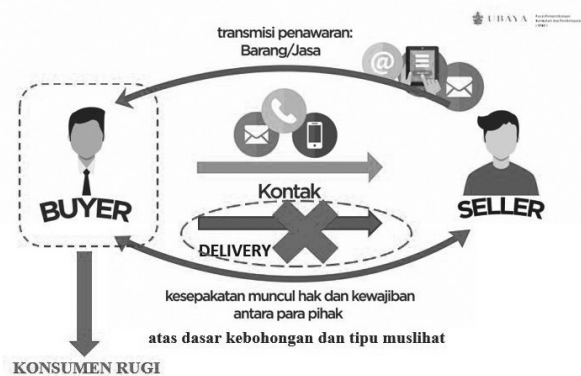 UBAYA
transmisi penawaran:
Barang/Jasa
@
Kontak
BUYER
SELLER
DELIVERY
kesepakatan muncul hak dan kewajiban
antara para pihak
atas dasar kebohongan dan tipu muslihat
KONSUMEN RUGI